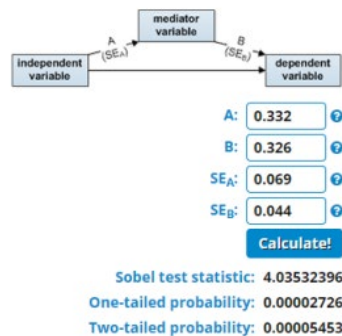 mediator
variable
A
(SEA)
B
(SEB)
independent
variable
dependent
variable
A: 0.332 ?
B: 0.326 ?
SEA: 0.069 ?
SEB: 0.044 ?
Calculate!
Sobel test statistic: 4.03532396
One-tailed probability: 0.00002726
Two-tailed probability: 0.00005453